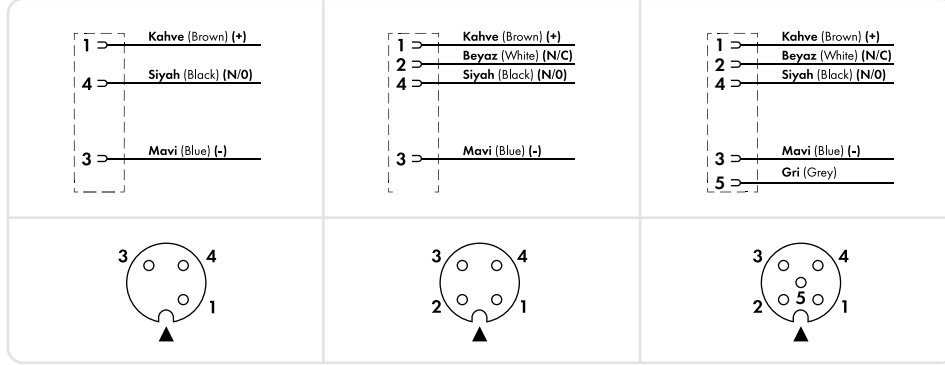 1 Kahve (Brown) (+)
4 Siyah (Black) (N/0)
3 Mavi (Blue) (-)
1 Kahve (Brown) (+)
2 Beyaz (White) (N/C)
4 Siyah (Black) (N/0)
3 Mavi (Blue) (-)
1 Kahve (Brown) (+)
2 Beyaz (White) (N/C)
4 Siyah (Black) (N/0)
3 Mavi (Blue) (-)
5 Gri (Grey)
3 4
1
3 4
2 1
3 4
2 5 1